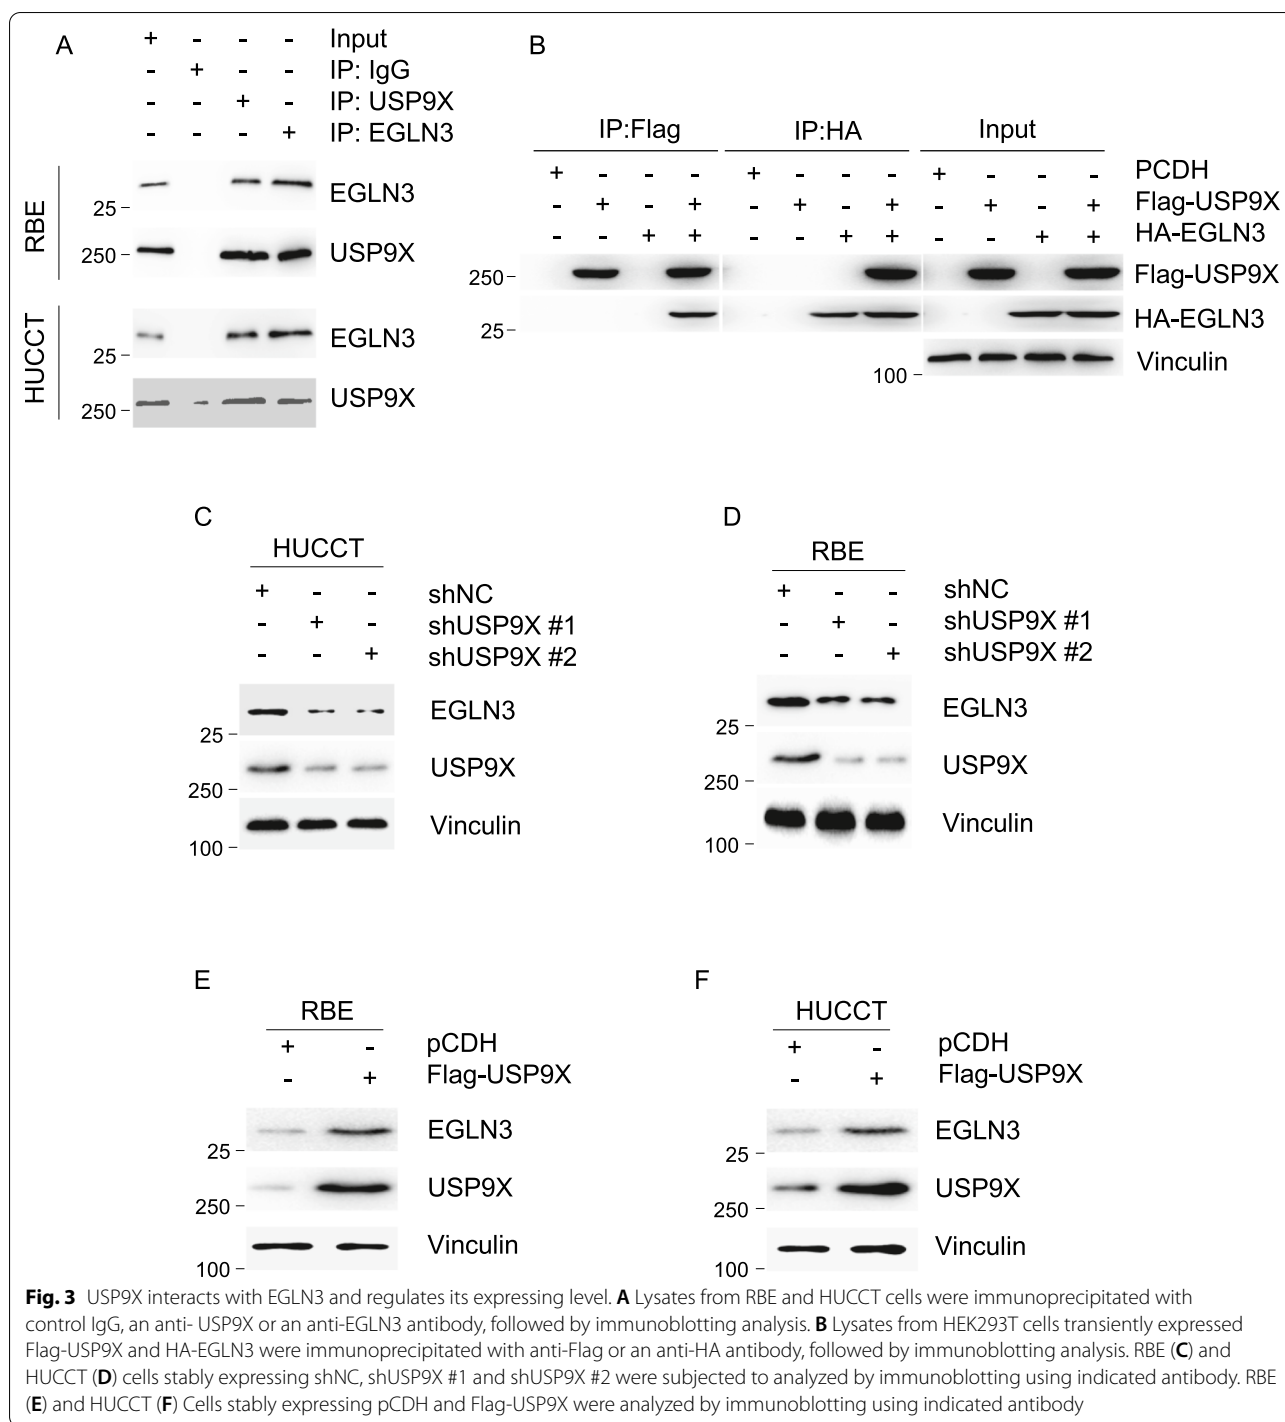 A
+ - - - Input
- + - - IP: IgG
- - + - IP: USP9X
- - - + IP: EGLN3
RBE
EGLN3
25
USP9X
250
HUCCT
EGLN3
25
USP9X
250
B
IP:Flag IP:HA Input
+ - - - + - - - + - - - PCDH
- + - + - + - + - + - + Flag-USP9X
- - + + - - + + - - + + HA-EGLN3
250 Flag-USP9X
25 HA-EGLN3
100 Vinculin
C
HUCCT
+ - - shNC
- + - shUSP9X #1
- - + shUSP9X #2
EGLN3
25
USP9X
250
Vinculin
100
D
RBE
+ - - shNC
- + - shUSP9X #1
- - + shUSP9X #2
EGLN3
25
USP9X
250
Vinculin
100
E
RBE
+ - pCDH
- + Flag-USP9X
EGLN3
25
USP9X
250
Vinculin
100
F
HUCCT
+ - pCDH
- + Flag-USP9X
EGLN3
25
USP9X
250
Vinculin
100
Fig. 3 USP9X interacts with EGLN3 and regulates its expressing level. A Lysates from RBE and HUCCT cells were immunoprecipitated with
control IgG, an anti- USP9X or an anti-EGLN3 antibody, followed by immunoblotting analysis. B Lysates from HEK293T cells transiently expressed
Flag-USP9X and HA-EGLN3 were immunoprecipitated with anti-Flag or an anti-HA antibody, followed by immunoblotting analysis. RBE (C) and
HUCCT (D) cells stably expressing shNC, shUSP9X #1 and shUSP9X #2 were subjected to analyzed by immunoblotting using indicated antibody. RBE
(E) and HUCCT (F) Cells stably expressing pCDH and Flag-USP9X were analyzed by immunoblotting using indicated antibody